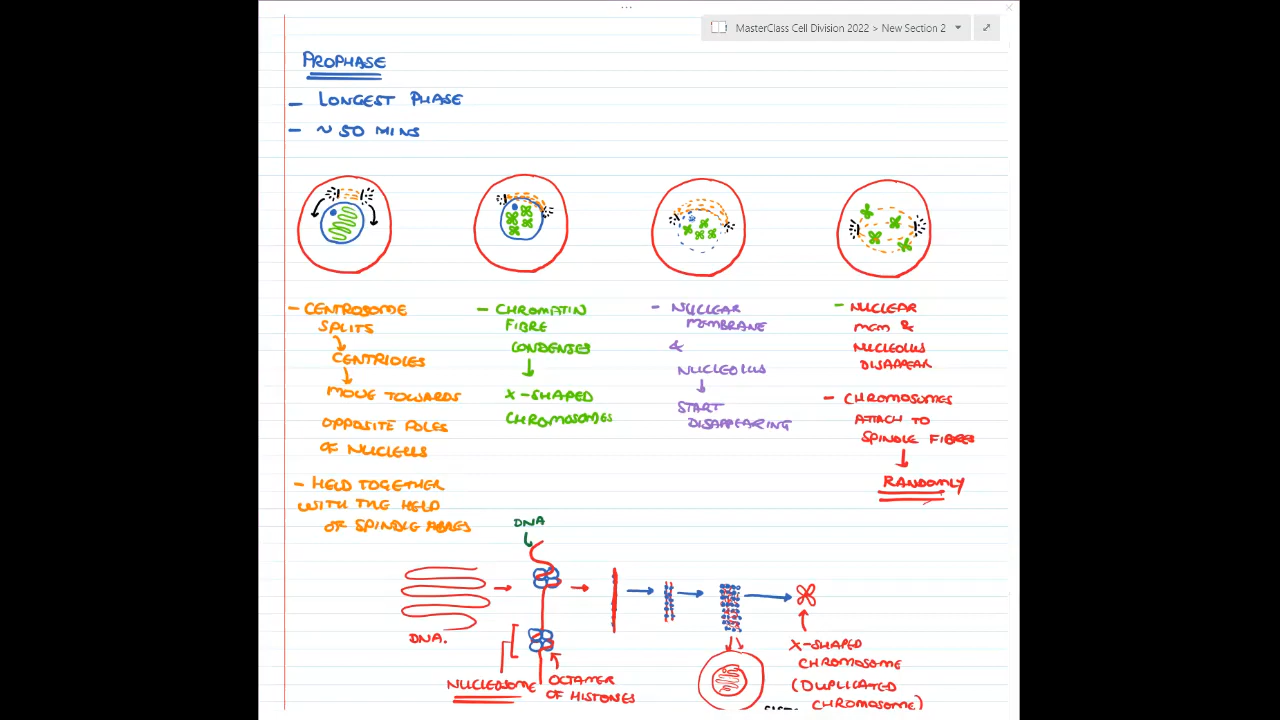 MasterClass Cell Division 2022 > New Section 2
PROPHASE
- LONGEST PHASE
- ~ 50 MINS
- CENTROSOME
SPLITS
CENTRIOLES
MOVE TOWARDS
OPPOSITE POLES
OF NUCLEUS
- HELD TOGETHER
WITH THE HELD
OF SPINDLE FIBRES
- CHROMATIN
FIBRE
CONDENSES
X-SHAPED
CHROMOSOMES
- NUCLEAR
MEMBRANE
&
NUCLEOLUS
START
DISAPPEARING
- NUCLEAR
mem &
NUCLEOLUS
DISAPPEAR
- CHROMOSOMES
ATTACH TO
SPINDLE FIBRES
RANDOMLY
DNA
DNA.
NUCLEOSOME
OCTAMER
OF HISTONES
X-SHAPED
CHROMOSOME
(DUPLICATED
CHROMOSOME)